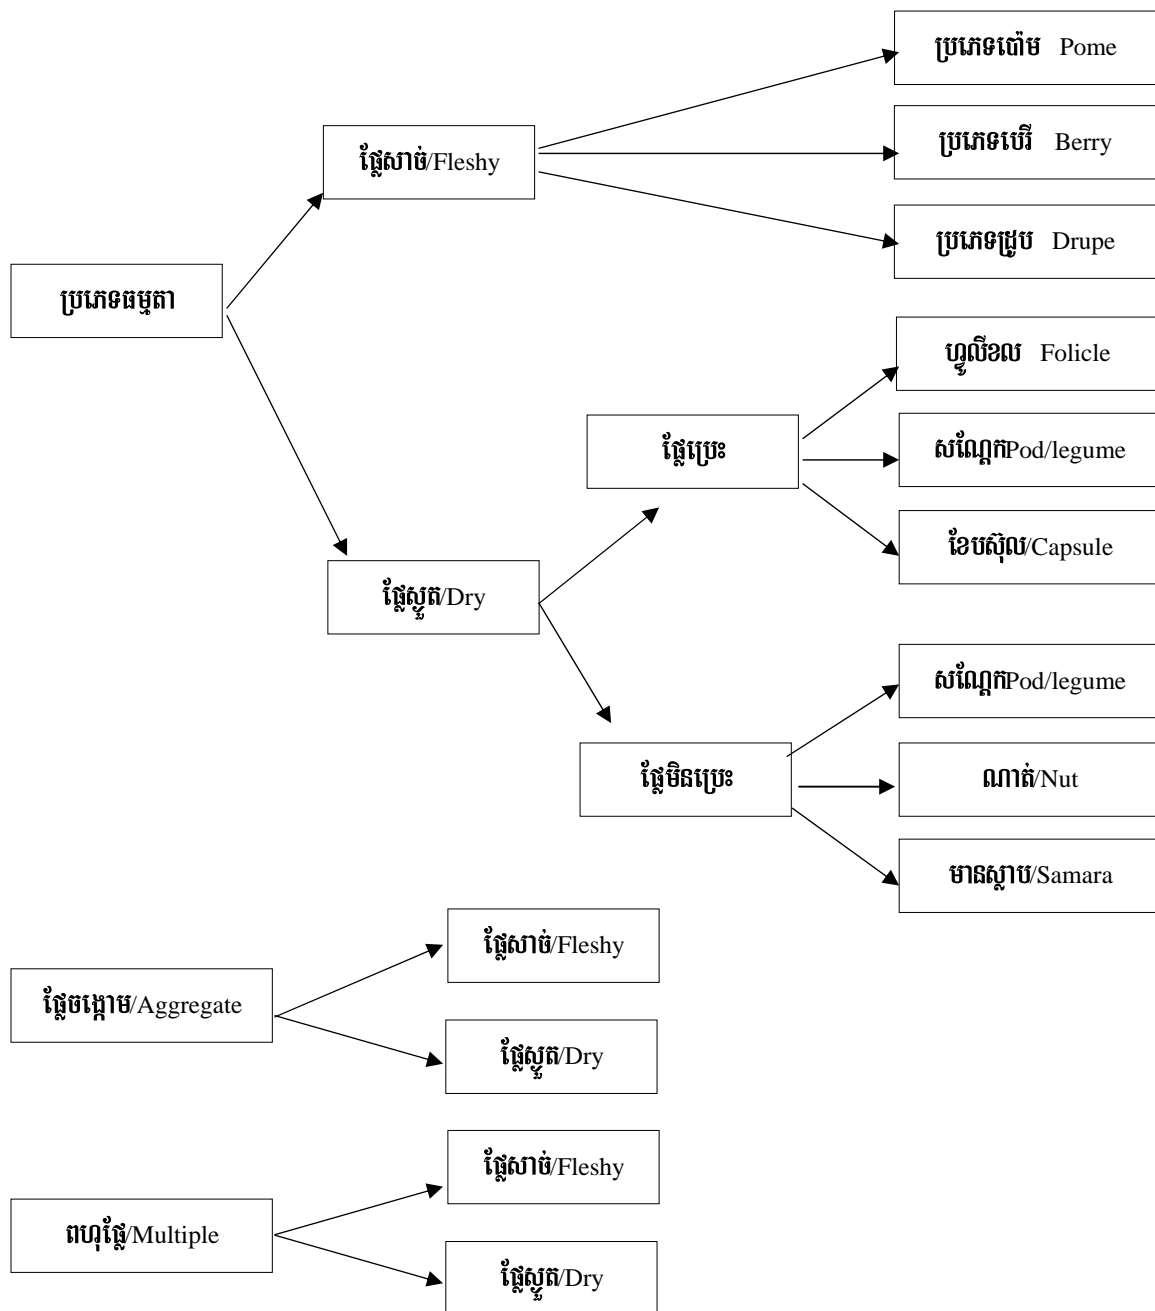 ប្រភេទប៉ោម Pome
ប្រភេទបើរី Berry
ផ្លែសាច់/Fleshy
ប្រភេទដ្រូប Drupe
ប្រភេទធម្មតា
ហ្វូលីខល Folicle
ផ្លែប្រេះ
សណ្តែកPod/legume
ខែបស៊ុល/Capsule
ផ្លែស្ងួត/Dry
សណ្តែកPod/legume
ផ្លែមិនប្រេះ
ណាត់/Nut
មានស្លាប/Samara
ផ្លែសាច់/Fleshy
ផ្លែចង្កោម/Aggregate
ផ្លែស្ងួត/Dry
ផ្លែសាច់/Fleshy
ពហុផ្លែ/Multiple
ផ្លែស្ងួត/Dry